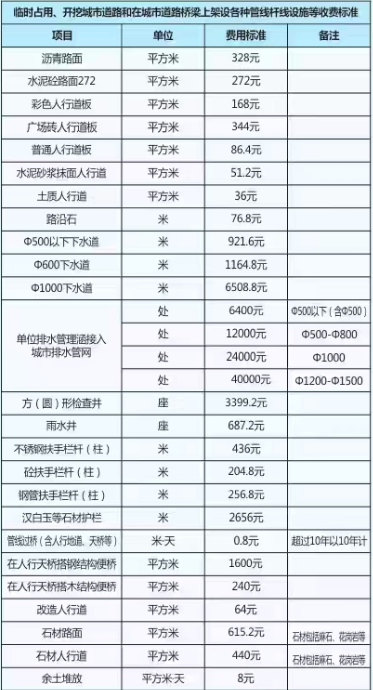 临时占用、开挖城市道路和在城市道路桥梁上架设各种管线杆线设施等收费标准
项目 单位 费用标准 备注
沥青路面 平方米 328元
水泥砼路面272 平方米 272元
彩色人行道板 平方米 168元
广场砖人行道板 平方米 344元
普通人行道板 平方米 86.4元
水泥砂浆抹面人行道 平方米 51.2元
土质人行道 平方米 36元
路沿石 米 76.8元
Φ500以下下水道 米 921.6元
Φ600下水道 米 1164.8元
Φ1000下水道 米 6508.8元
单位排水管理涵接入
城市排水管网
处 6400元 Φ500以下（含Φ500）
处 12000元 Φ500-Φ800
处 24000元 Φ1000
处 40000元 Φ1200-Φ1500
方（圆）形检查井 座 3399.2元
雨水井 座 687.2元
不锈钢扶手栏杆（柱） 米 436元
砼扶手栏杆（柱） 米 204.8元
钢管扶手栏杆（柱） 米 256.8元
汉白玉等石材护栏 米 2656元
管线过桥（含人行地道、天桥等） 米·天 0.8元 超过10年以10年计
在人行天桥搭钢结构便桥 平方米 1600元
在人行天桥搭木结构便桥 平方米 240元
改造人行道 平方米 64元
石材路面 平方米 615.2元 石材包括麻石、花岗岩等
石材人行道 平方米 440元 石材包括麻石、花岗岩等
余土堆放 平方米·天 8元